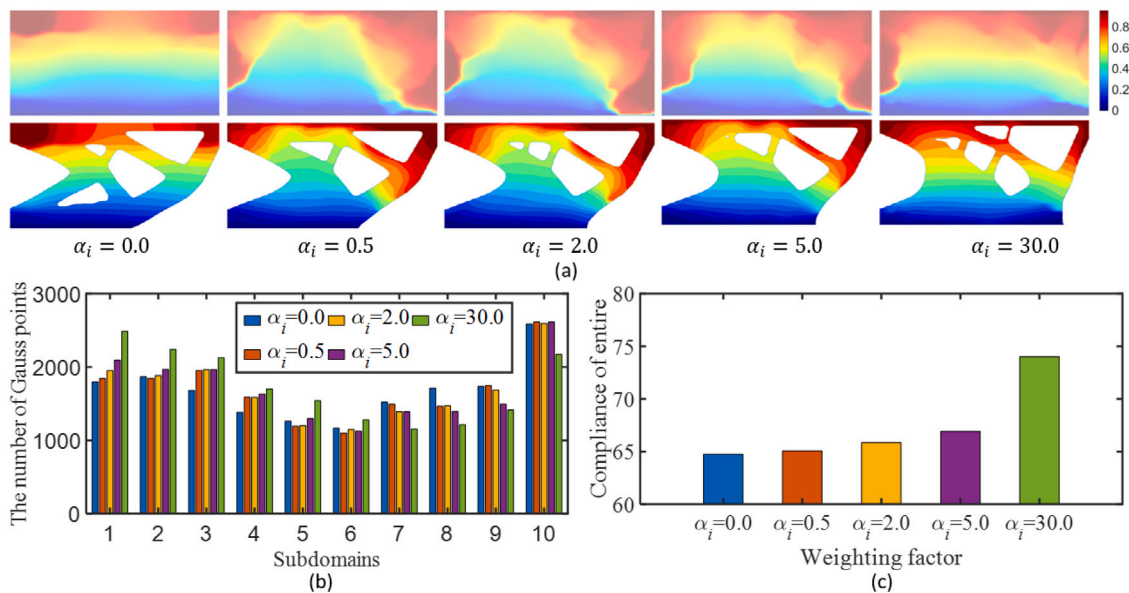 0.8
0.6
0.4
0.2
0
α_i = 0.0
α_i = 0.5
α_i = 2.0
α_i = 5.0
α_i = 30.0
(a)
The number of Gauss points
3000
2000
1000
0
α_i=0.0
α_i=2.0
α_i=30.0
α_i=0.5
α_i=5.0
1 2 3 4 5 6 7 8 9 10
Subdomains
(b)
Compliance of entire
80
75
70
65
60
α_i=0.0
α_i=0.5
α_i=2.0
α_i=5.0
α_i=30.0
Weighting factor
(c)